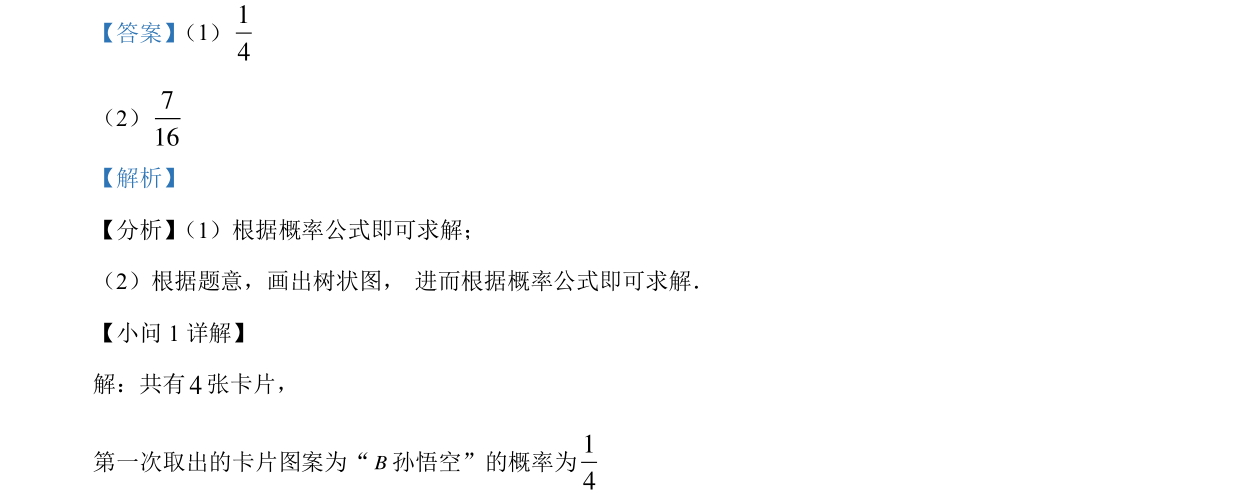 【答案】（1）1/4
（2）7/16
【解析】
【分析】（1）根据概率公式即可求解；
（2）根据题意，画出树状图， 进而根据概率公式即可求解．
【小问 1 详解】
解：共有4张卡片，
第一次取出的卡片图案为“B孙悟空”的概率为1/4